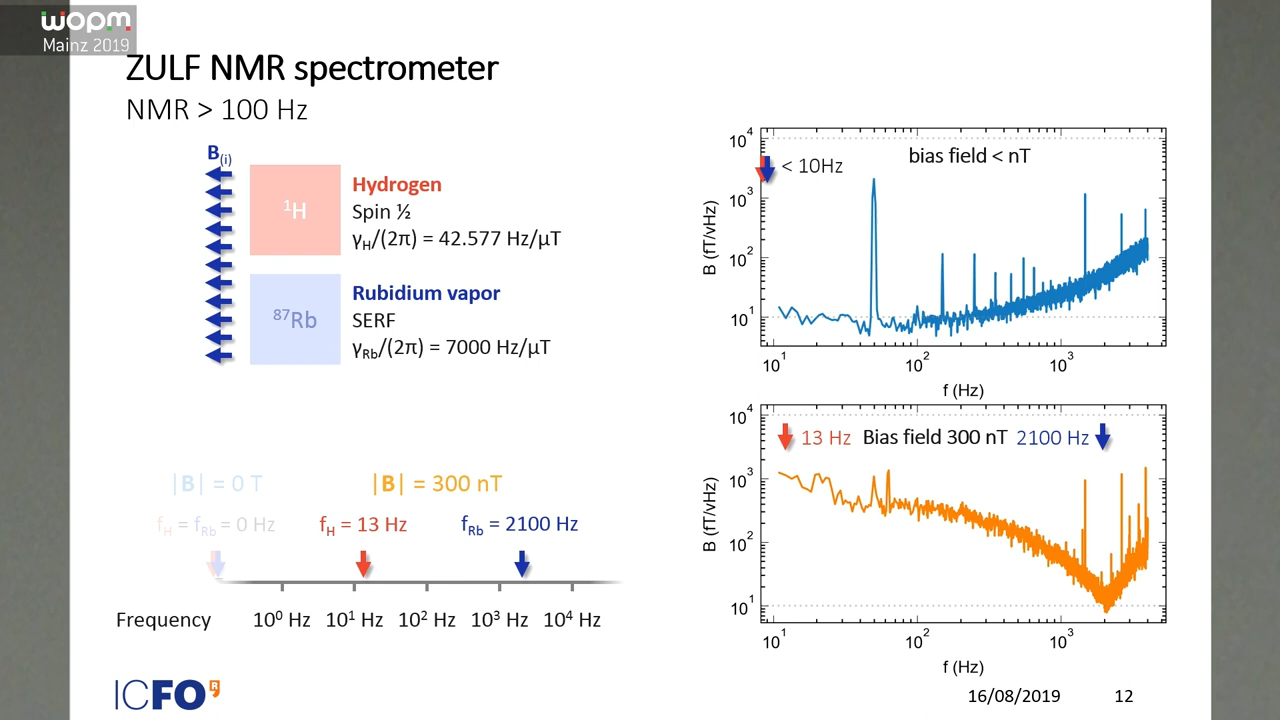 wopm
Mainz 2019
ZULF NMR spectrometer
NMR > 100 Hz
B(i)
¹H
Hydrogen
Spin ½
γH/(2π) = 42.577 Hz/µT
⁸⁷Rb
Rubidium vapor
SERF
γRb/(2π) = 7000 Hz/µT
|B| = 0 T
|B| = 300 nT
fH = fRb = 0 Hz
fH = 13 Hz
fRb = 2100 Hz
Frequency
10⁰ Hz 10¹ Hz 10² Hz 10³ Hz 10⁴ Hz
B (fT/√Hz)
10⁴
10³
10²
10¹
< 10Hz
bias field < nT
10¹ 10² 10³
f (Hz)
B (fT/√Hz)
10⁴
10³
10²
10¹
13 Hz Bias field 300 nT 2100 Hz
10¹ 10² 10³
f (Hz)
ICFO R
16/08/2019 12